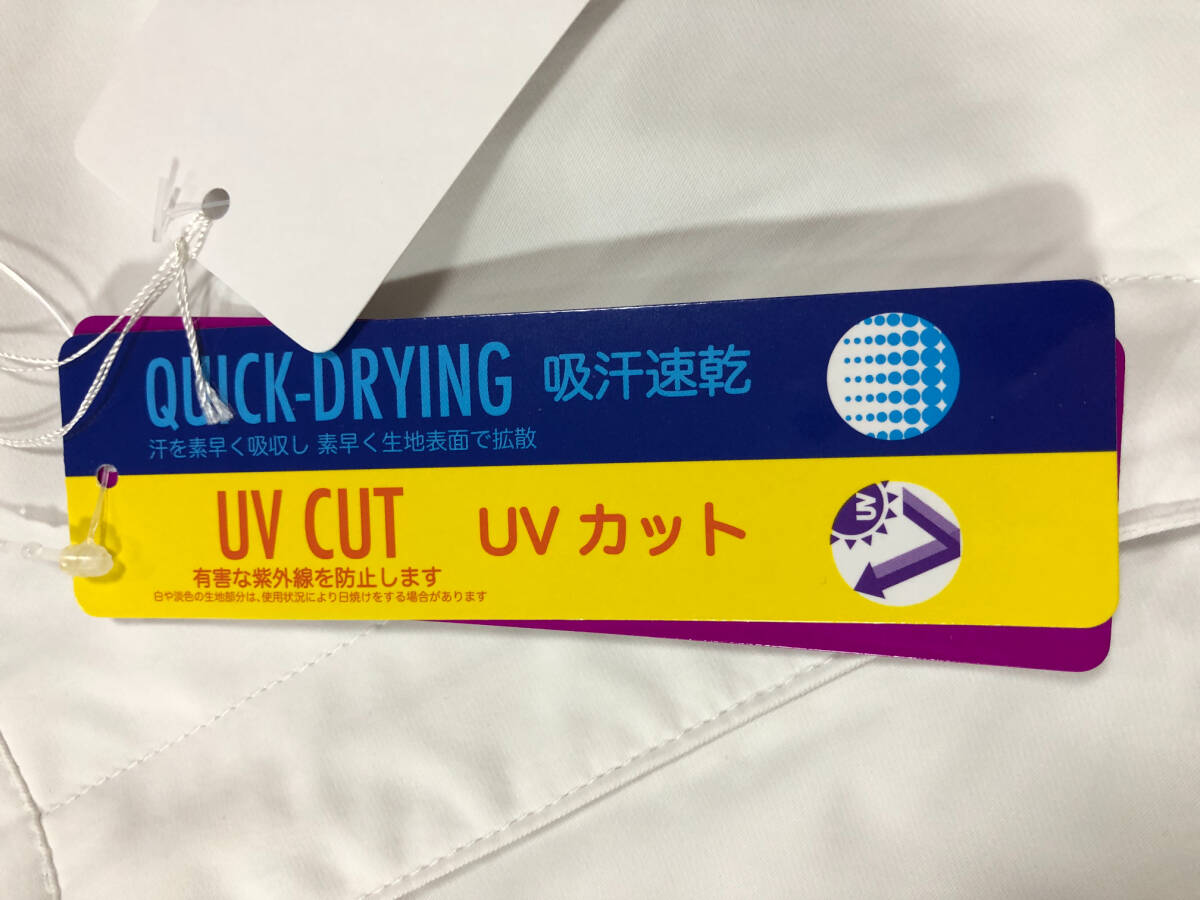 QUICK-DRYING 吸汗速乾
汗を素早く吸収し 素早く生地表面で拡散
UV CUT UVカット
有害な紫外線を防止します
白や淡色の生地部分は、使用状況により日焼けをする場合があります
UV